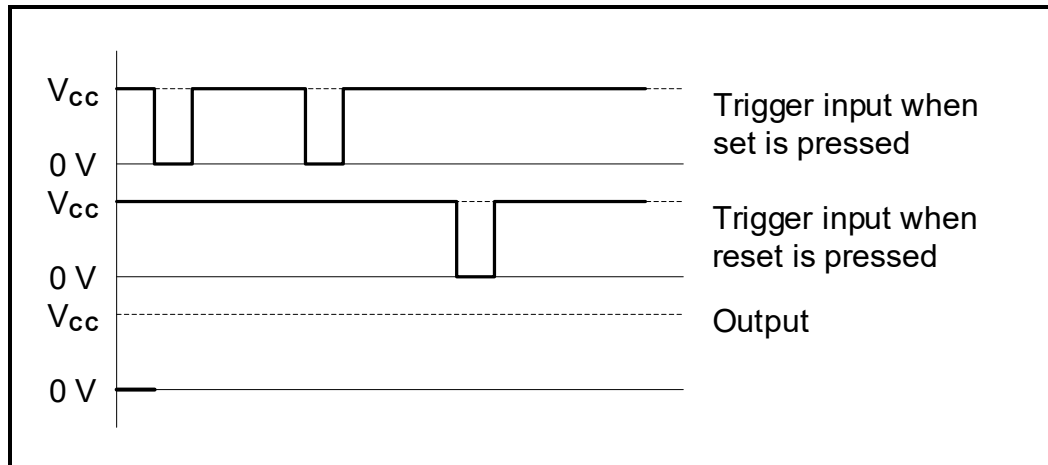 Vcc
0 V
Trigger input when
set is pressed
Vcc
0 V
Trigger input when
reset is pressed
Vcc
0 V
Output